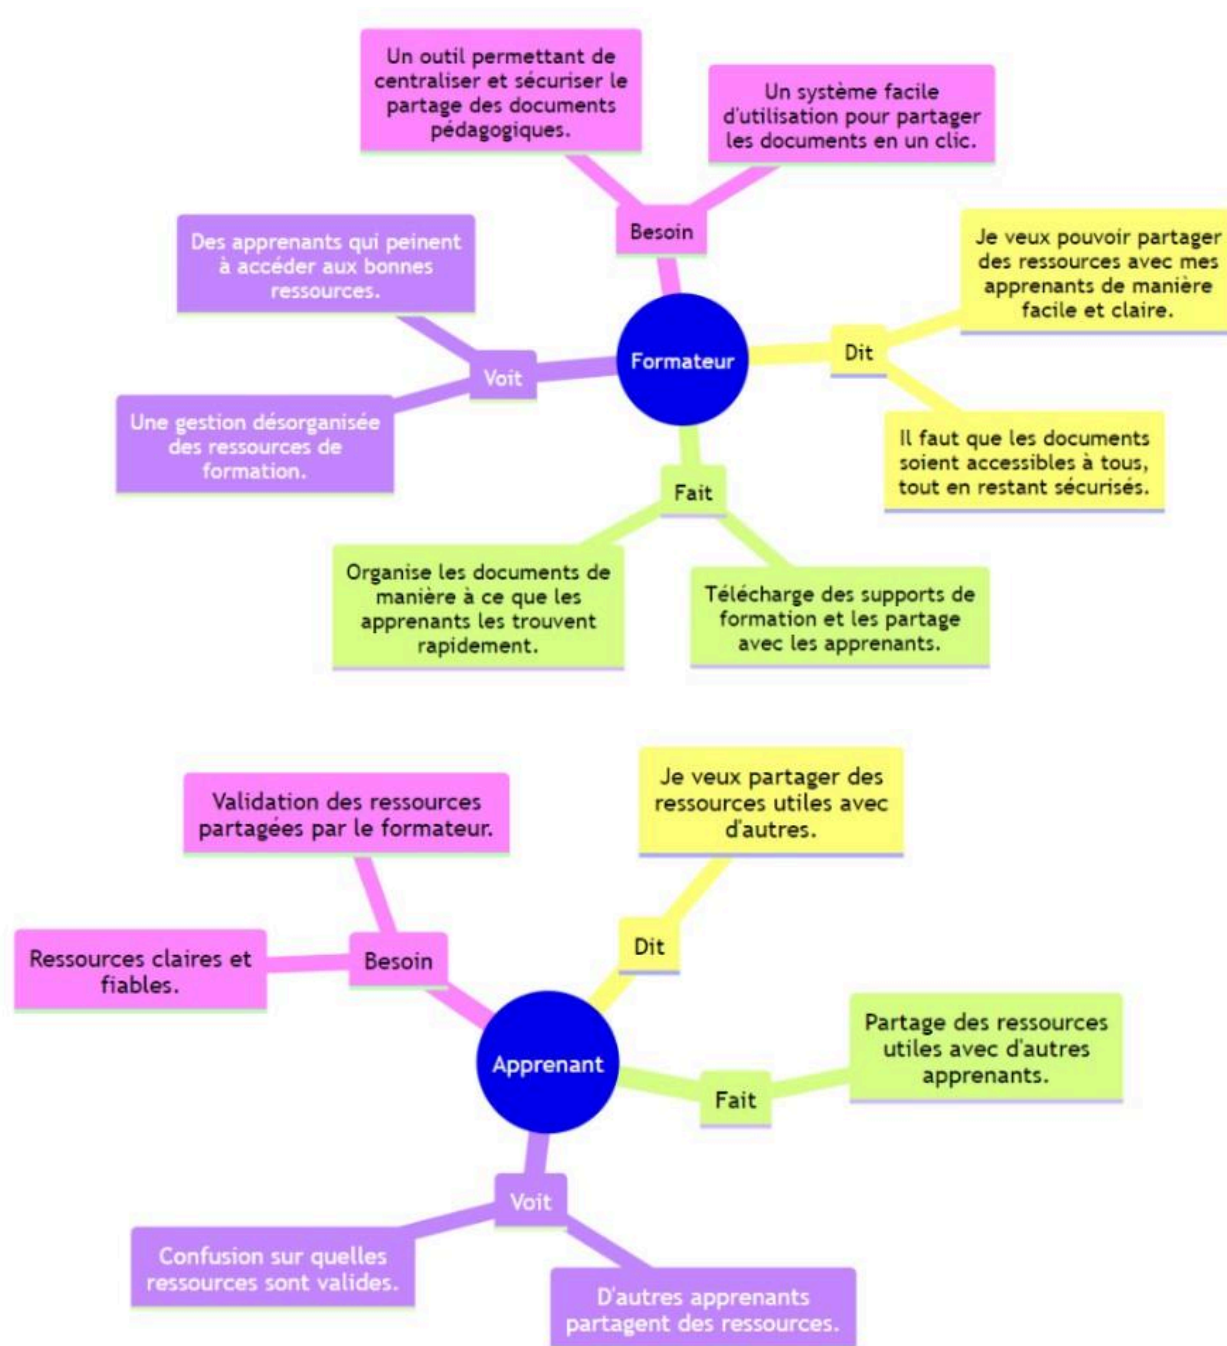 Un outil permettant de
centraliser et sécuriser le
partage des documents
pédagogiques.
Un système facile
d'utilisation pour partager
les documents en un clic.
Besoin
Des apprenants qui peinent
à accéder aux bonnes
ressources.
Je veux pouvoir partager
des ressources avec mes
apprenants de manière
facile et claire.
Formateur
Dit
Voit
Une gestion désorganisée
des ressources de
formation.
Il faut que les documents
soient accessibles à tous,
tout en restant sécurisés.
Fait
Organise les documents de
manière à ce que les
apprenants les trouvent
rapidement.
Télécharge des supports de
formation et les partage
avec les apprenants.
Je veux partager des
ressources utiles avec
d'autres.
Validation des ressources
partagées par le formateur.
Dit
Besoin
Ressources claires et
fiables.
Apprenant
Partage des ressources
utiles avec d'autres
apprenants.
Fait
Voit
Confusion sur quelles
ressources sont valides.
D'autres apprenants
partagent des ressources.